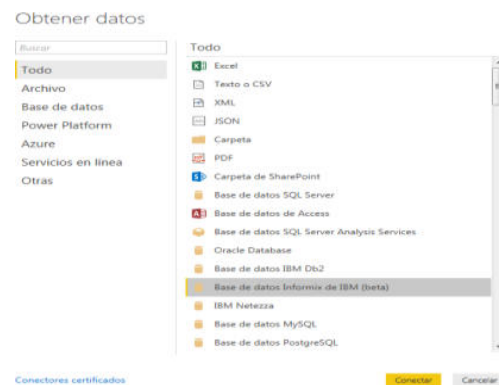 Obtener datos
Buscar
Todo
Archivo
Base de datos
Power Platform
Azure
Servicios en línea
Otras
Todo
Excel
Texto o CSV
XML
JSON
Carpeta
PDF
Carpeta de SharePoint
Base de datos SQL Server
Base de datos de Access
Base de datos SQL Server Analysis Services
Oracle Database
Base de datos IBM Db2
Base de datos Informix de IBM (beta)
IBM Netezza
Base de datos MySQL
Base de datos PostgreSQL
Conectores certificados
Conectar
Cancelar